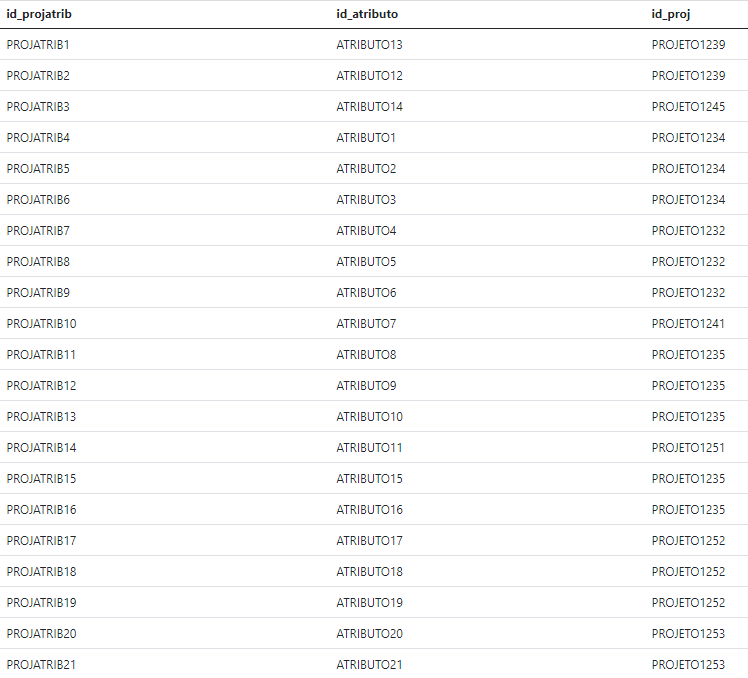 id_projatrib id_atributo id_proj
PROJATRIB1 ATRIBUTO13 PROJETO1239
PROJATRIB2 ATRIBUTO12 PROJETO1239
PROJATRIB3 ATRIBUTO14 PROJETO1245
PROJATRIB4 ATRIBUTO1 PROJETO1234
PROJATRIB5 ATRIBUTO2 PROJETO1234
PROJATRIB6 ATRIBUTO3 PROJETO1234
PROJATRIB7 ATRIBUTO4 PROJETO1232
PROJATRIB8 ATRIBUTO5 PROJETO1232
PROJATRIB9 ATRIBUTO6 PROJETO1232
PROJATRIB10 ATRIBUTO7 PROJETO1241
PROJATRIB11 ATRIBUTO8 PROJETO1235
PROJATRIB12 ATRIBUTO9 PROJETO1235
PROJATRIB13 ATRIBUTO10 PROJETO1235
PROJATRIB14 ATRIBUTO11 PROJETO1251
PROJATRIB15 ATRIBUTO15 PROJETO1235
PROJATRIB16 ATRIBUTO16 PROJETO1235
PROJATRIB17 ATRIBUTO17 PROJETO1252
PROJATRIB18 ATRIBUTO18 PROJETO1252
PROJATRIB19 ATRIBUTO19 PROJETO1252
PROJATRIB20 ATRIBUTO20 PROJETO1253
PROJATRIB21 ATRIBUTO21 PROJETO1253